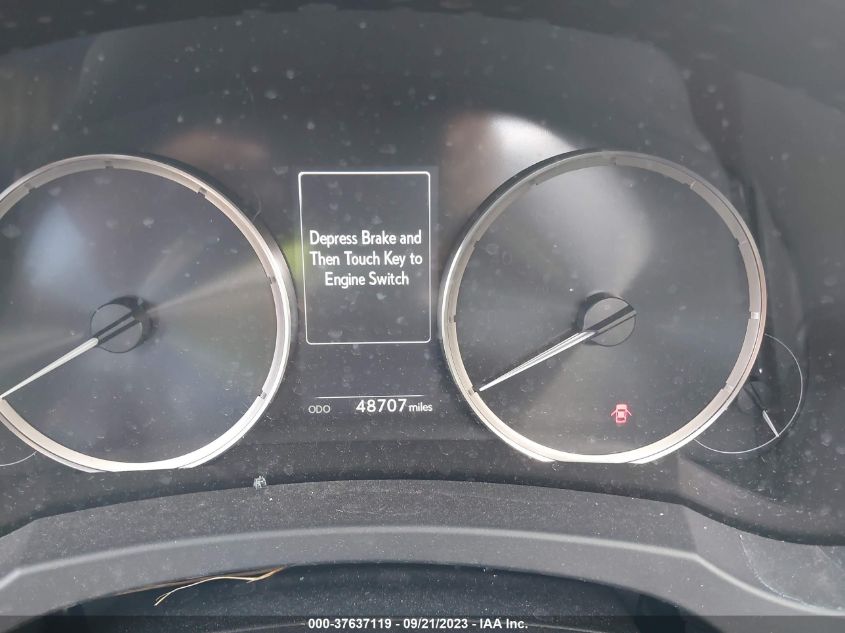 Depress Brake and
Then Touch Key to
Engine Switch
ODO 48707 miles
000-37637119 - 09/21/2023 - IAA Inc.